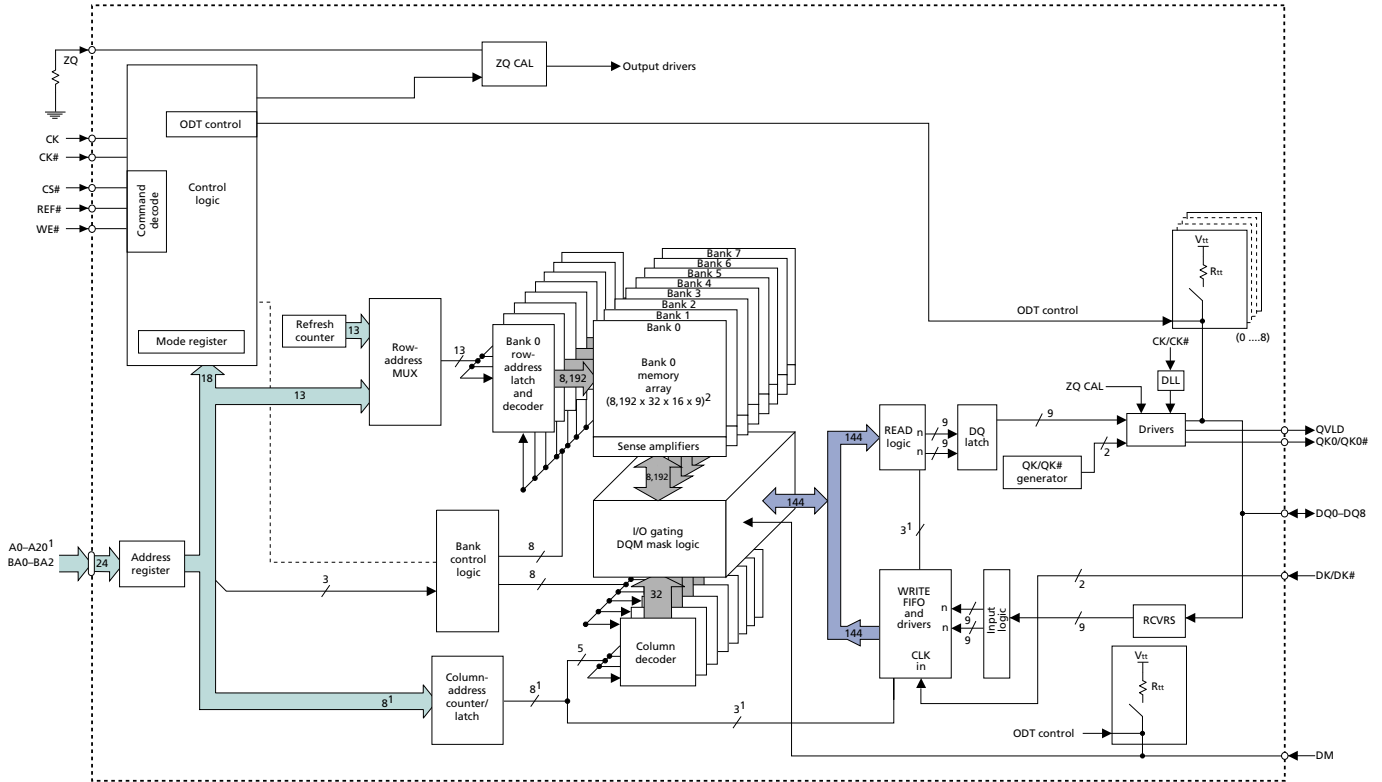 ZQ
ZQ CAL
Output drivers
ODT control
CK
CK#
CS#
REF#
WE#
Command
decode
Control
logic
Mode register
Refresh
counter
13
Row-
address
MUX
13
18
13
Bank 0
row-
address
latch
and
decoder
8,192
Bank 7
Bank 6
Bank 5
Bank 4
Bank 3
Bank 2
Bank 1
Bank 0
Bank 0
memory
array
(8,192 x 32 x 16 x 9)2
Sense amplifiers
8,192
I/O gating
DQM mask logic
32
Column
decoder
A0–A201
BA0–BA2
24
Address
register
3
Bank
control
logic
8
8
5
Column-
address
counter/
latch
81
81
31
144
144
144
READ
logic
n
n
9
9
DQ
latch
9
31
QK/QK#
generator
2
ZQ CAL
CK/CK#
DLL
Drivers
ODT control
Vtt
Rtt
(0 ....8)
QVLD
QK0/QK0#
DQ0–DQ8
DK/DK#
2
WRITE
FIFO
and
drivers
CLK
in
n
n
9
9
Input
logic
9
RCVRS
Vtt
Rtt
ODT control
DM